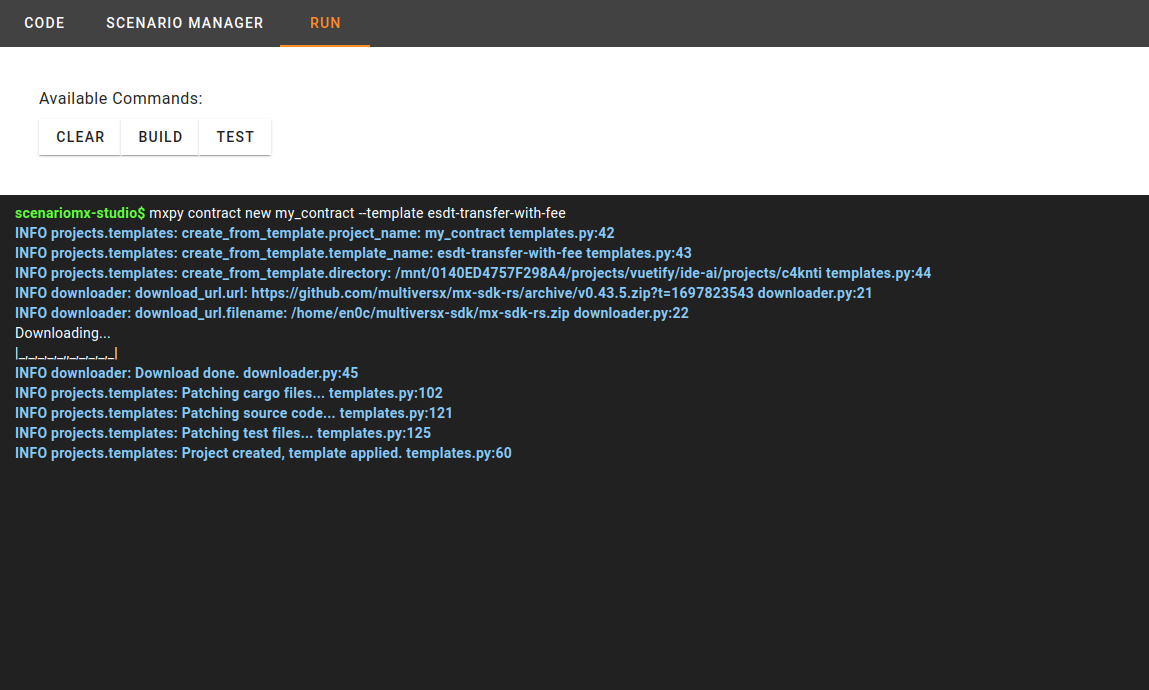 CODE SCENARIO MANAGER RUN
Available Commands:
CLEAR BUILD TEST
scenariomx-studio$ mxpy contract new my_contract --template esdt-transfer-with-fee
INFO projects.templates: create_from_template.project_name: my_contract templates.py:42
INFO projects.templates: create_from_template.template_name: esdt-transfer-with-fee templates.py:43
INFO projects.templates: create_from_template.directory: /mnt/0140ED4757F298A4/projects/vuetify/ide-ai/projects/c4knti templates.py:44
INFO downloader: download_url.url: https://github.com/multiversx/mx-sdk-rs/archive/v0.43.5.zip?t=1697823543 downloader.py:21
INFO downloader: download_url.filename: /home/en0c/multiversx-sdk/mx-sdk-rs.zip downloader.py:22
Downloading...
|_,_,_,_,_,,_,_,_,_,_|
INFO downloader: Download done. downloader.py:45
INFO projects.templates: Patching cargo files... templates.py:102
INFO projects.templates: Patching source code... templates.py:121
INFO projects.templates: Patching test files... templates.py:125
INFO projects.templates: Project created, template applied. templates.py:60